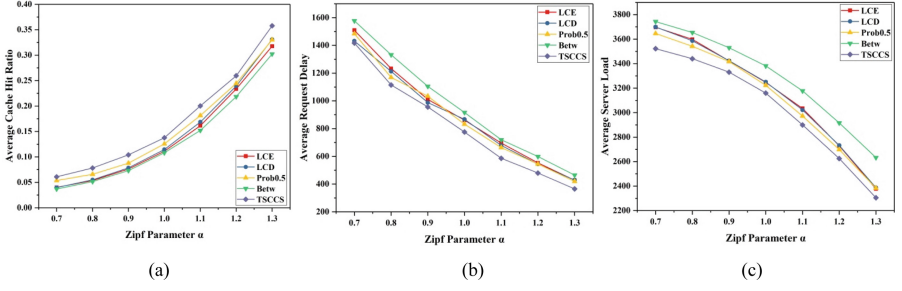 0.40
0.35
0.30
0.25
0.20
0.15
0.10
0.05
0.00
Average Cache Hit Ratio
LCE
LCD
Prob0.5
Betw
TSCCS
0.7 0.8 0.9 1.0 1.1 1.2 1.3
Zipf Parameter α
(a)
1600
1400
1200
1000
800
600
400
200
Average Request Delay
LCE
LCD
Prob0.5
Betw
TSCCS
0.7 0.8 0.9 1.0 1.1 1.2 1.3
Zipf Parameter α
(b)
3800
3600
3400
3200
3000
2800
2600
2400
2200
Average Server Load
LCE
LCD
Prob0.5
Betw
TSCCS
0.7 0.8 0.9 1.0 1.1 1.2 1.3
Zipf Parameter α
(c)